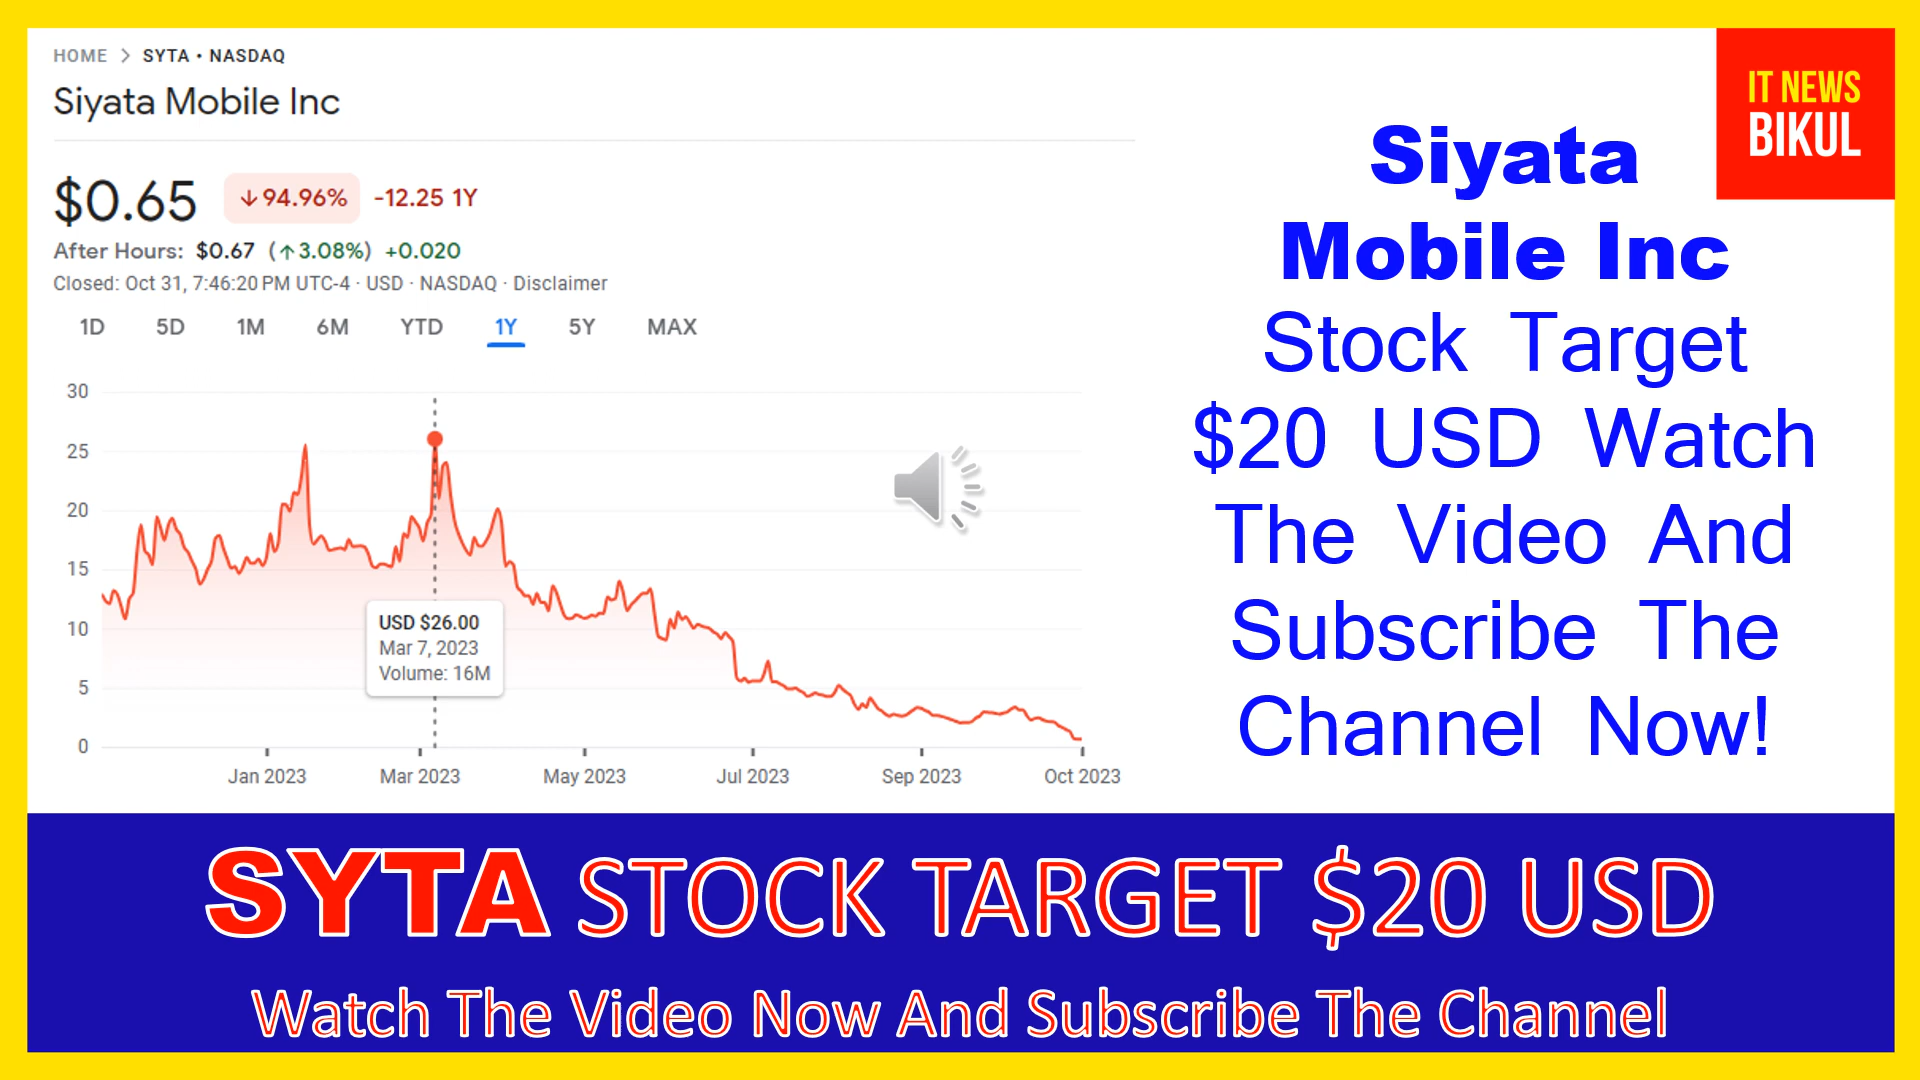 HOME > SYTA • NASDAQ
Siyata Mobile Inc
$0.65 ↓94.96% -12.25 1Y
After Hours: $0.67 (↑3.08%) +0.020
Closed: Oct 31, 7:46:20 PM UTC-4 · USD · NASDAQ · Disclaimer
1D 5D 1M 6M YTD 1Y 5Y MAX
30
25
20
15
10
5
0
USD $26.00
Mar 7, 2023
Volume: 16M
Jan 2023 Mar 2023 May 2023 Jul 2023 Sep 2023 Oct 2023
IT NEWS
BIKUL
Siyata
Mobile Inc
Stock Target
$20 USD Watch
The Video And
Subscribe The
Channel Now!
SYTA STOCK TARGET $20 USD
Watch The Video Now And Subscribe The Channel